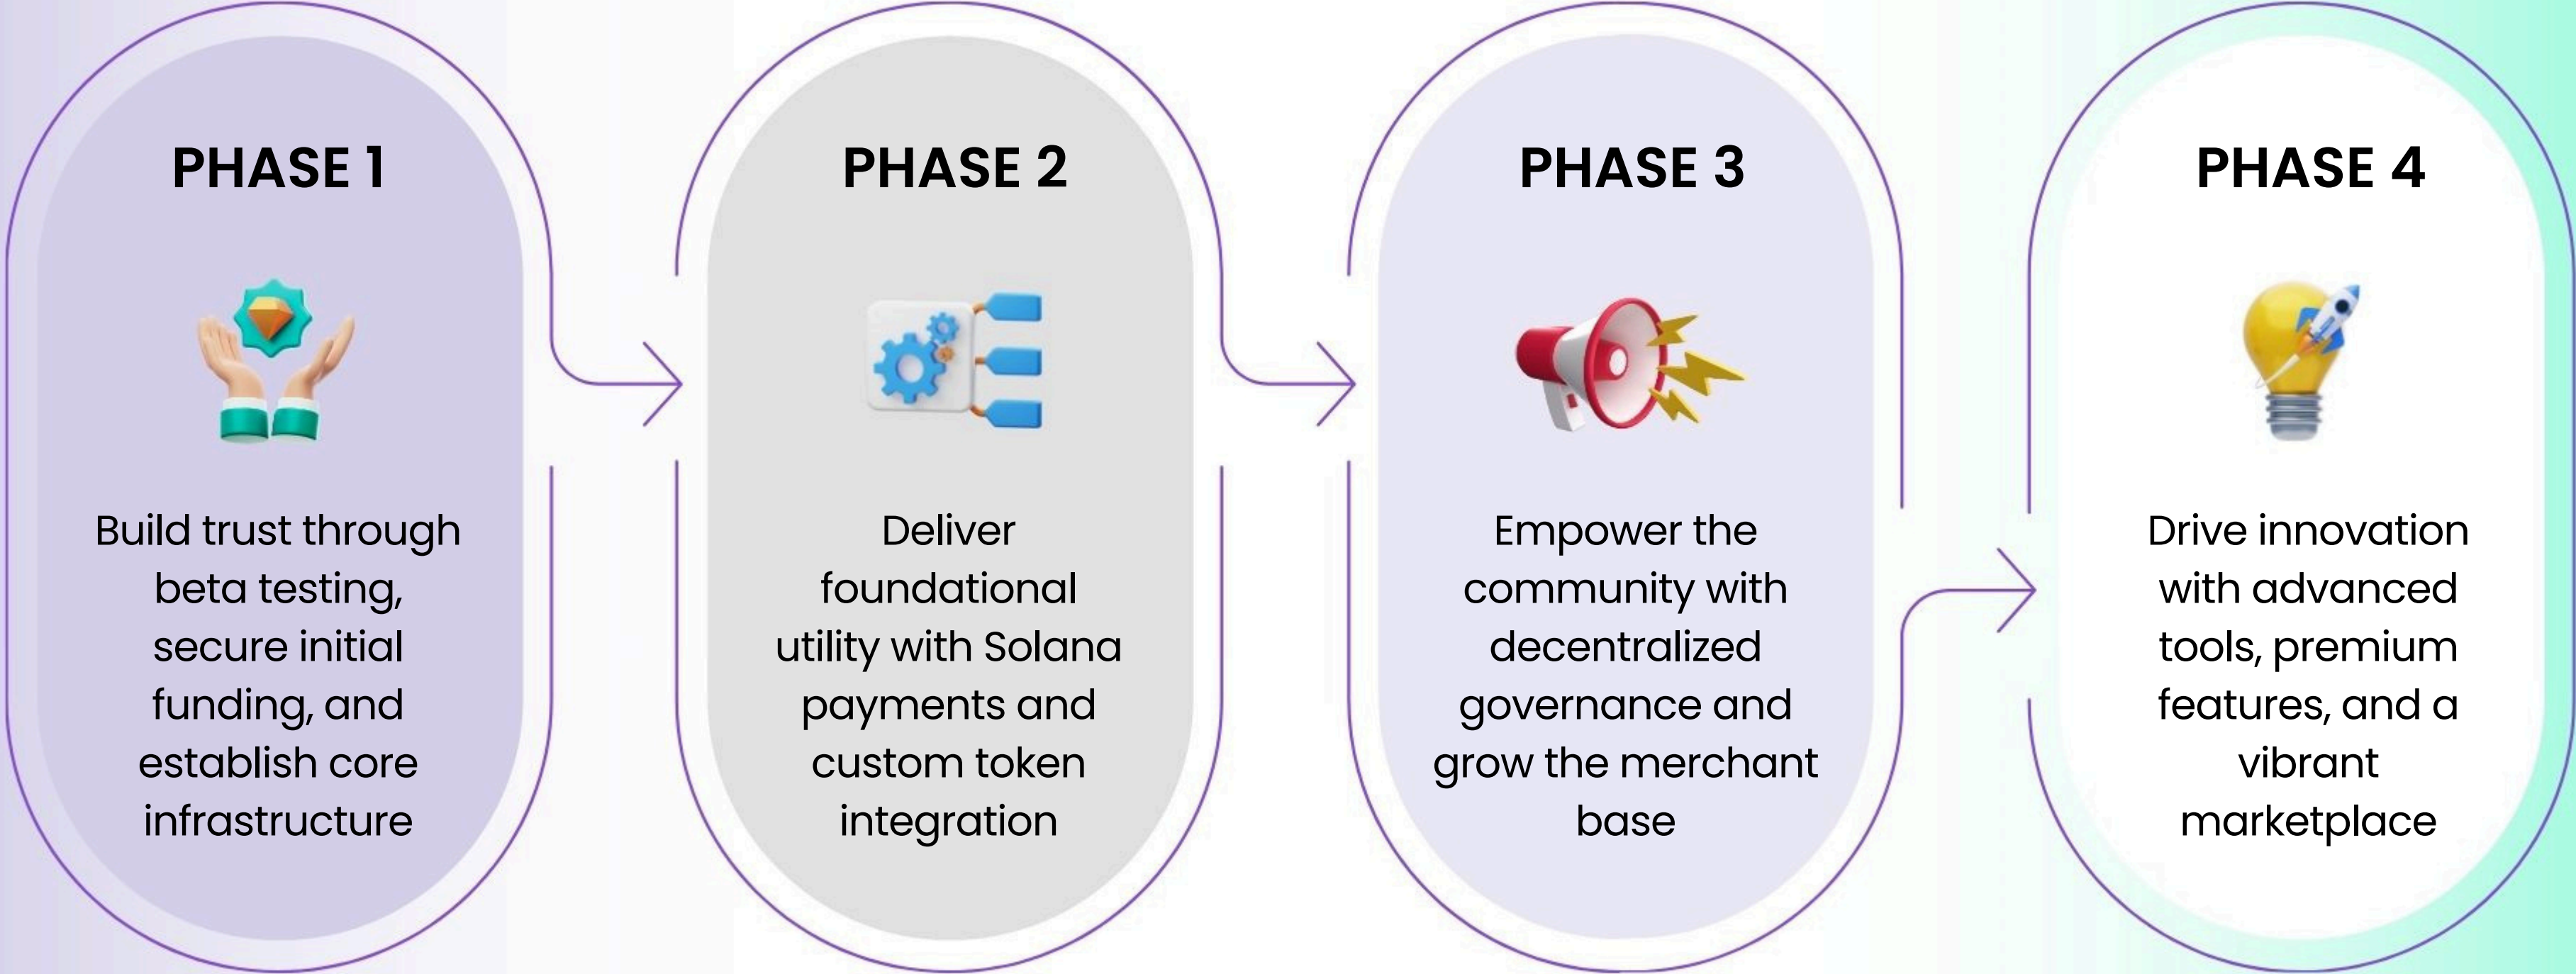 PHASE 1
Build trust through
beta testing,
secure initial
funding, and
establish core
infrastructure
PHASE 2
Deliver
foundational
utility with Solana
payments and
custom token
integration
PHASE 3
Empower the
community with
decentralized
governance and
grow the merchant
base
PHASE 4
Drive innovation
with advanced
tools, premium
features, and a
vibrant
marketplace